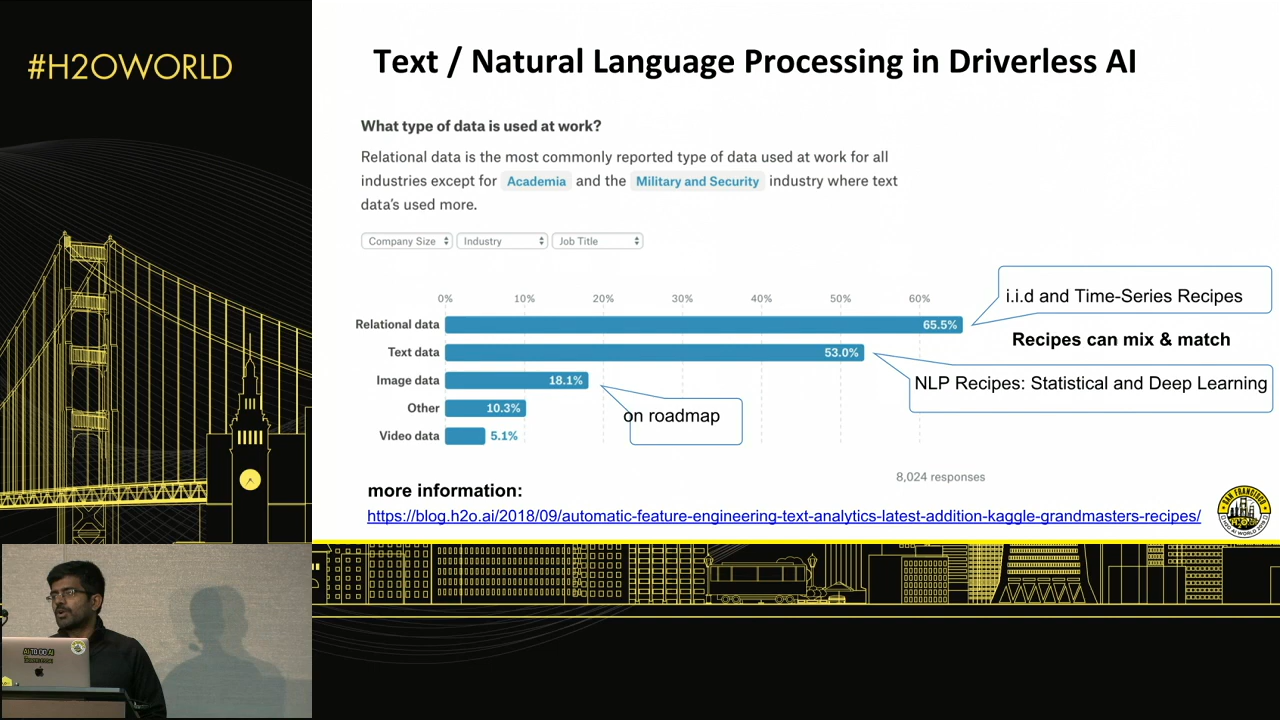 #H2OWORLD
Text / Natural Language Processing in Driverless AI
What type of data is used at work?
Relational data is the most commonly reported type of data used at work for all
industries except for Academia and the Military and Security industry where text
data's used more.
Company Size Industry Job Title
0% 10% 20% 30% 40% 50% 60%
i.i.d and Time-Series Recipes
Relational data 65.5%
Recipes can mix & match
Text data 53.0%
NLP Recipes: Statistical and Deep Learning
Image data 18.1%
on roadmap
Other 10.3%
Video data 5.1%
8,024 responses
more information:
https://blog.h2o.ai/2018/09/automatic-feature-engineering-text-analytics-latest-addition-kaggle-grandmasters-recipes/
SAN FRANCISCO
AI TO DO AI